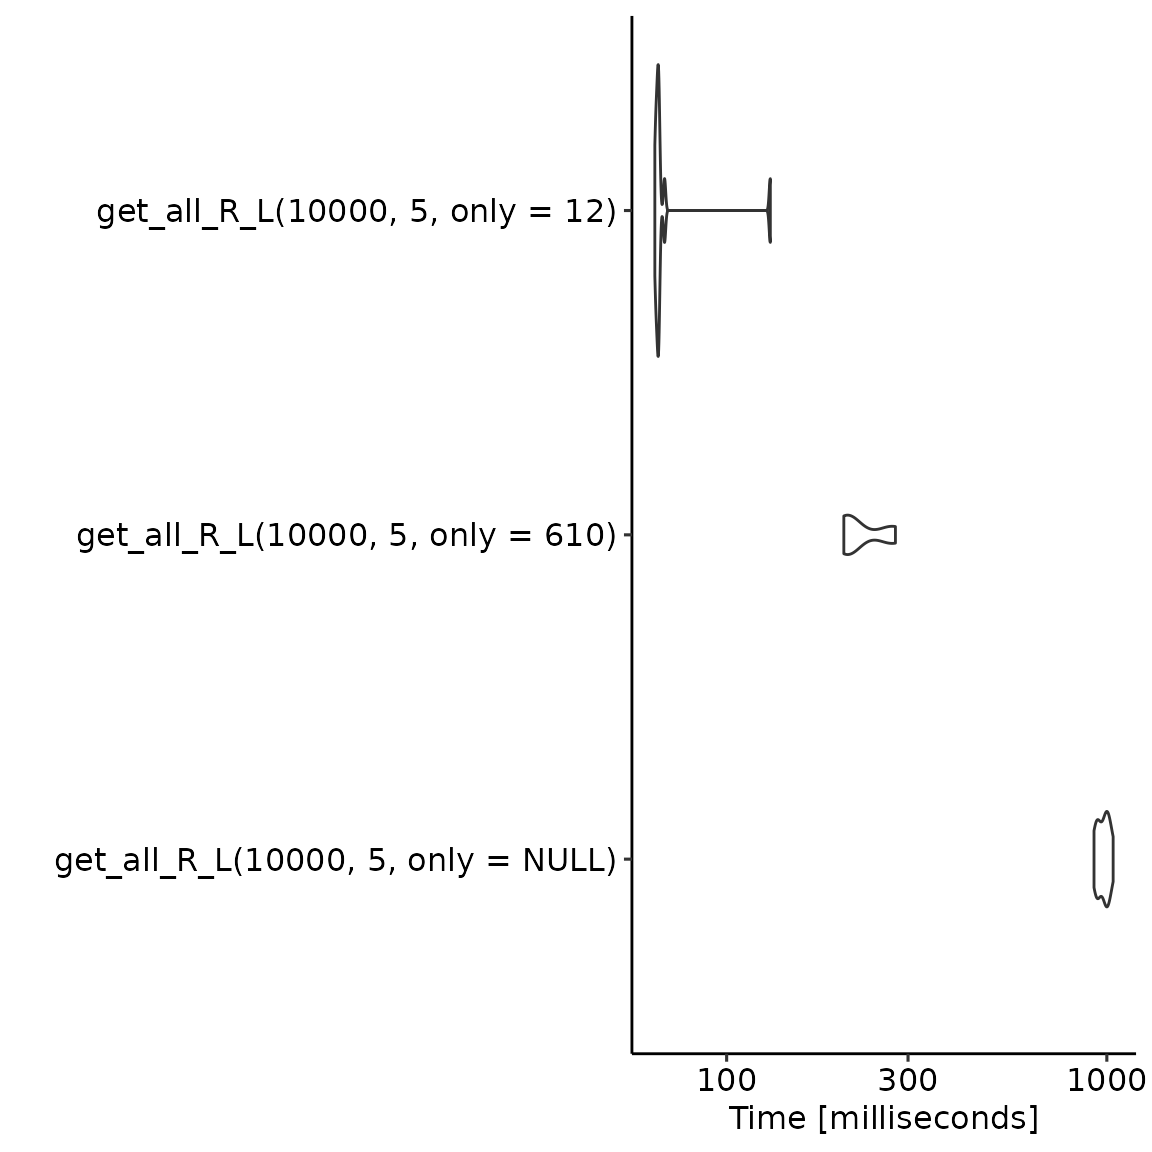 get_all_R_L(10000, 5, only = 12)
get_all_R_L(10000, 5, only = 610)
get_all_R_L(10000, 5, only = NULL)
100 300 1000
Time [milliseconds]